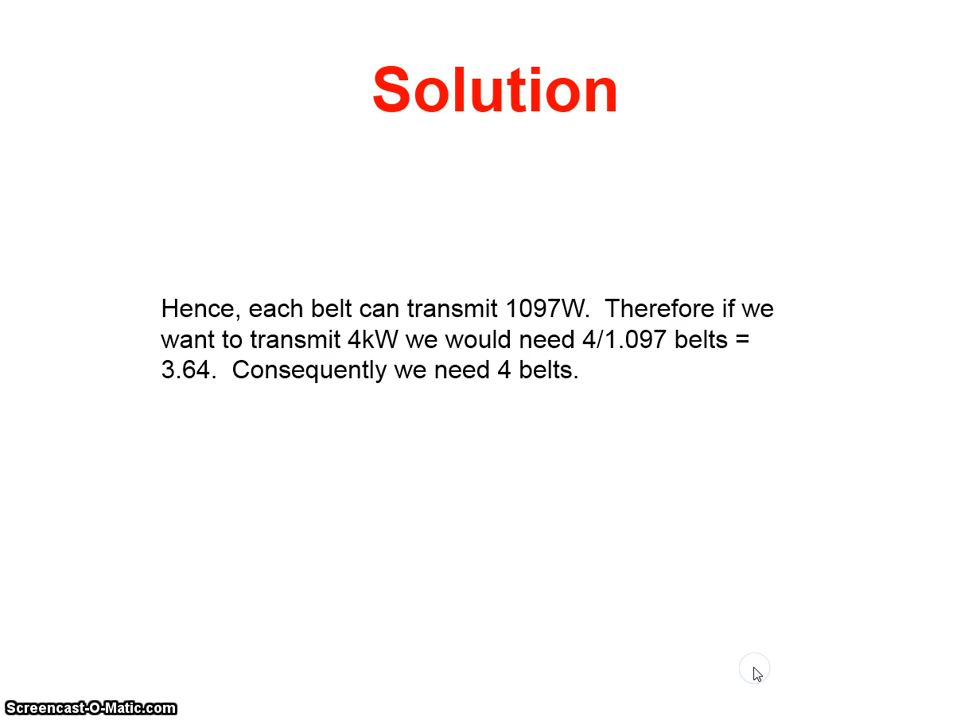 Solution
Hence, each belt can transmit 1097W.  Therefore if we
want to transmit 4kW we would need 4/1.097 belts =
3.64.  Consequently we need 4 belts.
Screencast-O-Matic.com